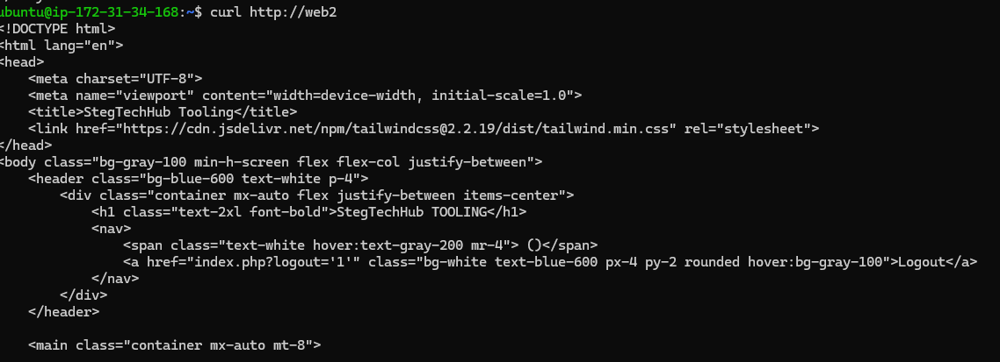 ubuntu@ip-172-31-34-168:~$ curl http://web2
<!DOCTYPE html>
<html lang="en">
<head>
    <meta charset="UTF-8">
    <meta name="viewport" content="width=device-width, initial-scale=1.0">
    <title>StegTechHub Tooling</title>
    <link href="https://cdn.jsdelivr.net/npm/tailwindcss@2.2.19/dist/tailwind.min.css" rel="stylesheet">
</head>
<body class="bg-gray-100 min-h-screen flex flex-col justify-between">
    <header class="bg-blue-600 text-white p-4">
        <div class="container mx-auto flex justify-between items-center">
            <h1 class="text-2xl font-bold">StegTechHub TOOLING</h1>
            <nav>
                <span class="text-white hover:text-gray-200 mr-4"> ()</span>
                <a href="index.php?logout='1'" class="bg-white text-blue-600 px-4 py-2 rounded hover:bg-gray-100">Logout</a>
            </nav>
        </div>
    </header>
    <main class="container mx-auto mt-8">